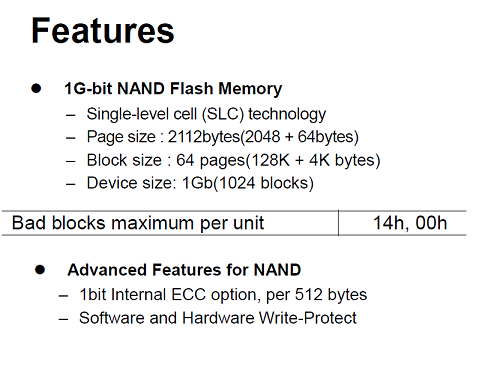 Features
● 1G-bit NAND Flash Memory
– Single-level cell (SLC) technology
– Page size : 2112bytes(2048 + 64bytes)
– Block size : 64 pages(128K + 4K bytes)
– Device size: 1Gb(1024 blocks)
Bad blocks maximum per unit 14h, 00h
● Advanced Features for NAND
– 1bit Internal ECC option, per 512 bytes
– Software and Hardware Write-Protect